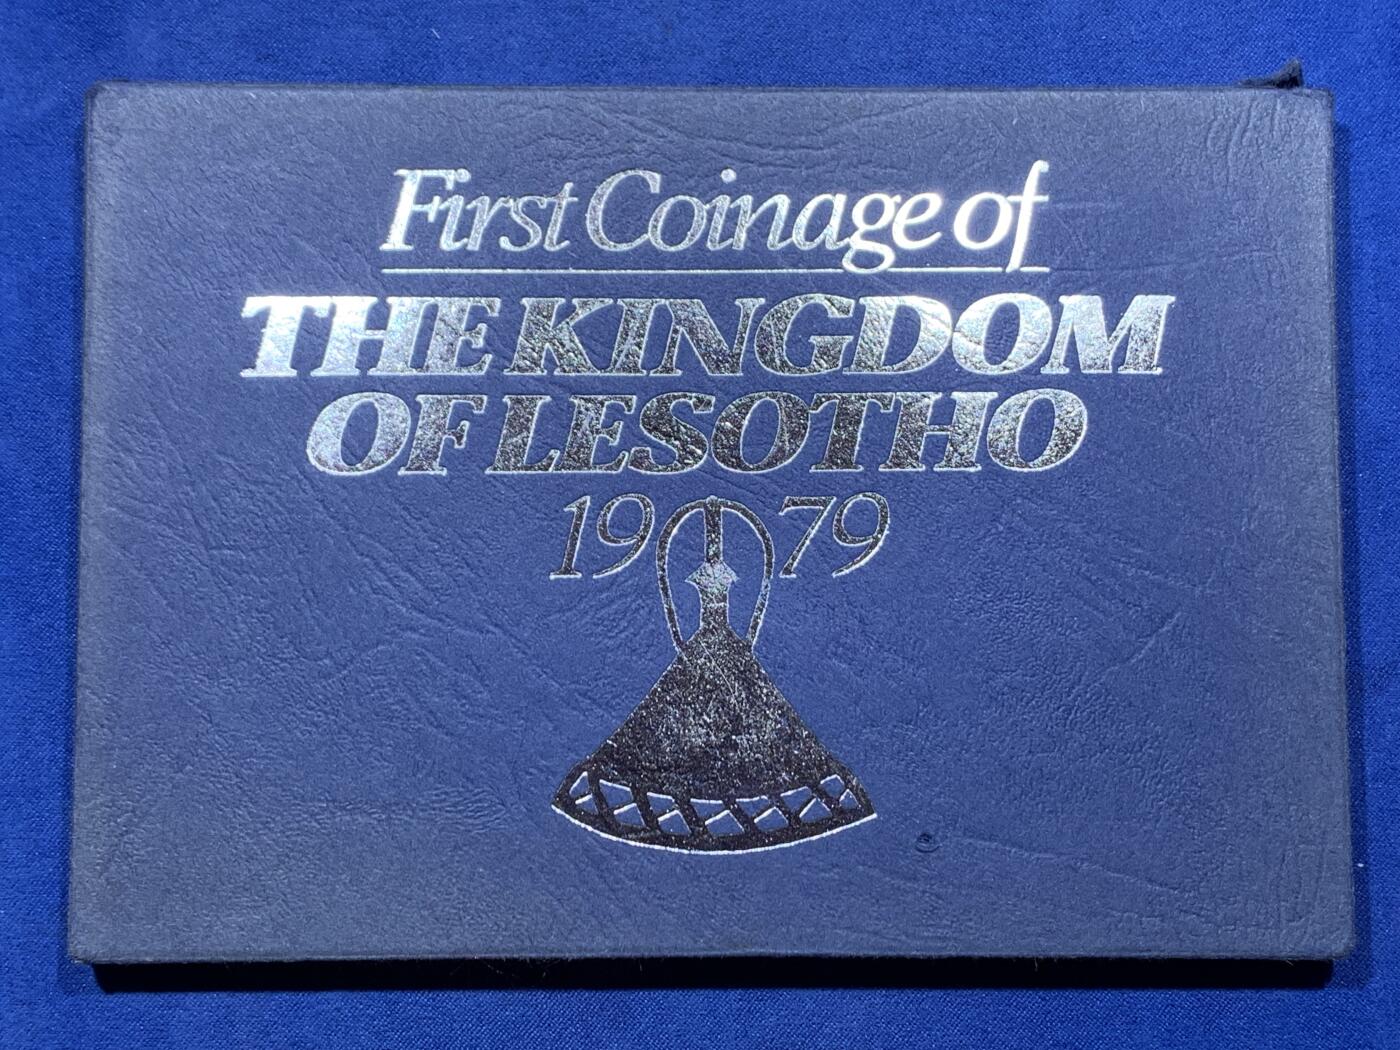 First Coinage of
THE KINGDOM
OF LESOTHO
1979